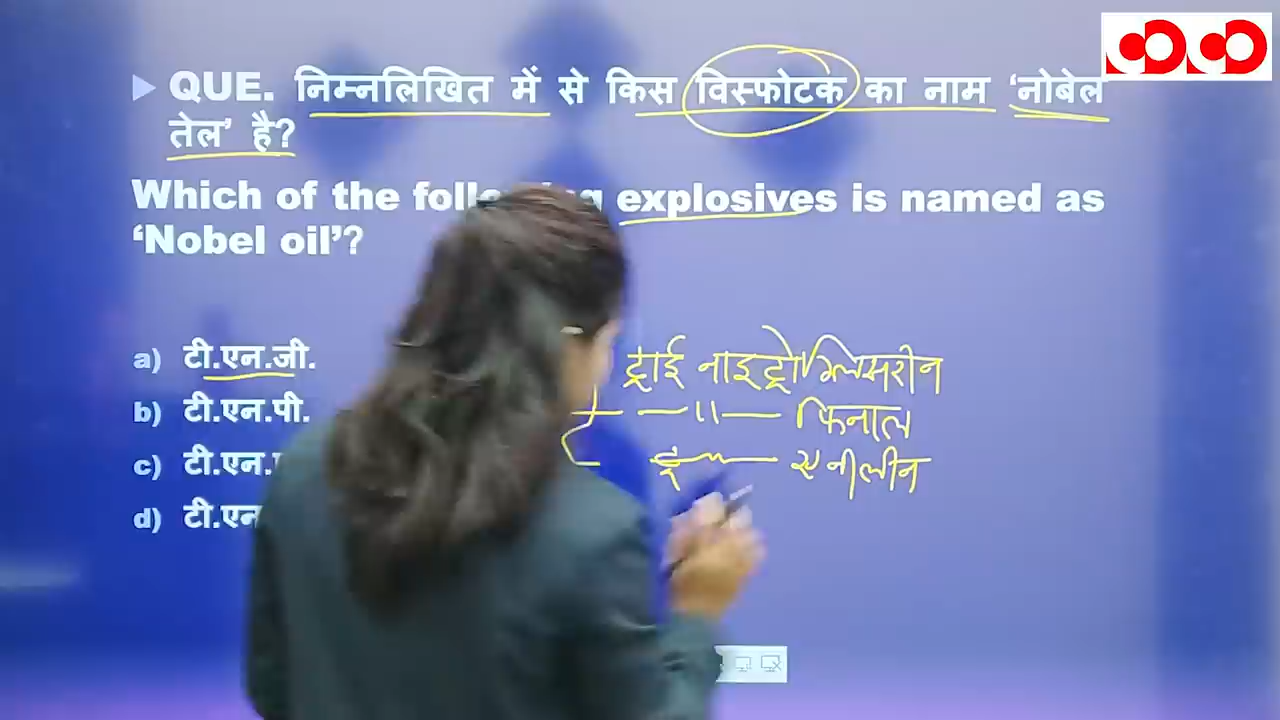 QUE. निम्नलिखित में से किस विस्फोटक का नाम ‘नोबेल
तेल’ है?
Which of the explosives is named as
‘Nobel oil’?
a) टी.एन.जी.
b) टी.एन.पी.
c) टी.एन.
d) टी.एन
ट्राई नाइट्रोग्लिसरीन
—''— फिनाल
—''— एनीलीन